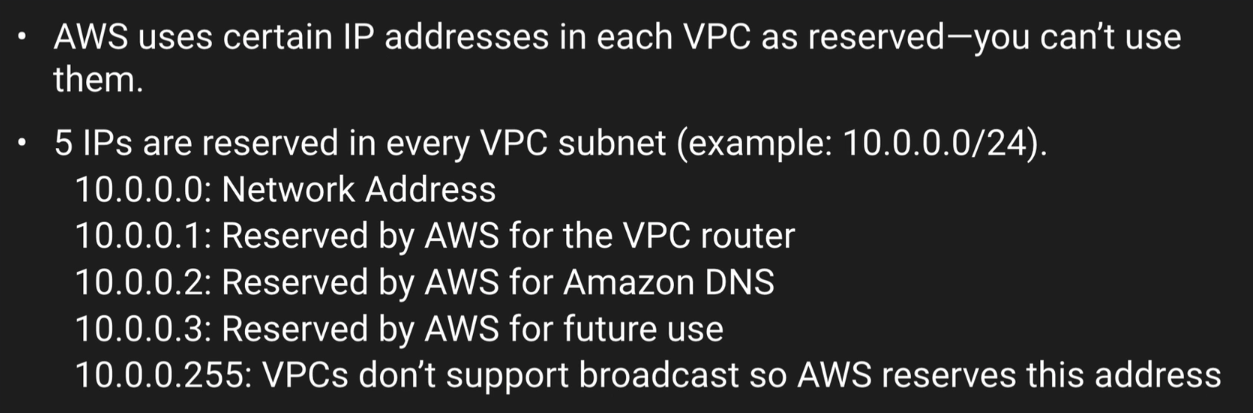 • AWS uses certain IP addresses in each VPC as reserved—you can’t use
them.
• 5 IPs are reserved in every VPC subnet (example: 10.0.0.0/24).
10.0.0.0: Network Address
10.0.0.1: Reserved by AWS for the VPC router
10.0.0.2: Reserved by AWS for Amazon DNS
10.0.0.3: Reserved by AWS for future use
10.0.0.255: VPCs don’t support broadcast so AWS reserves this address